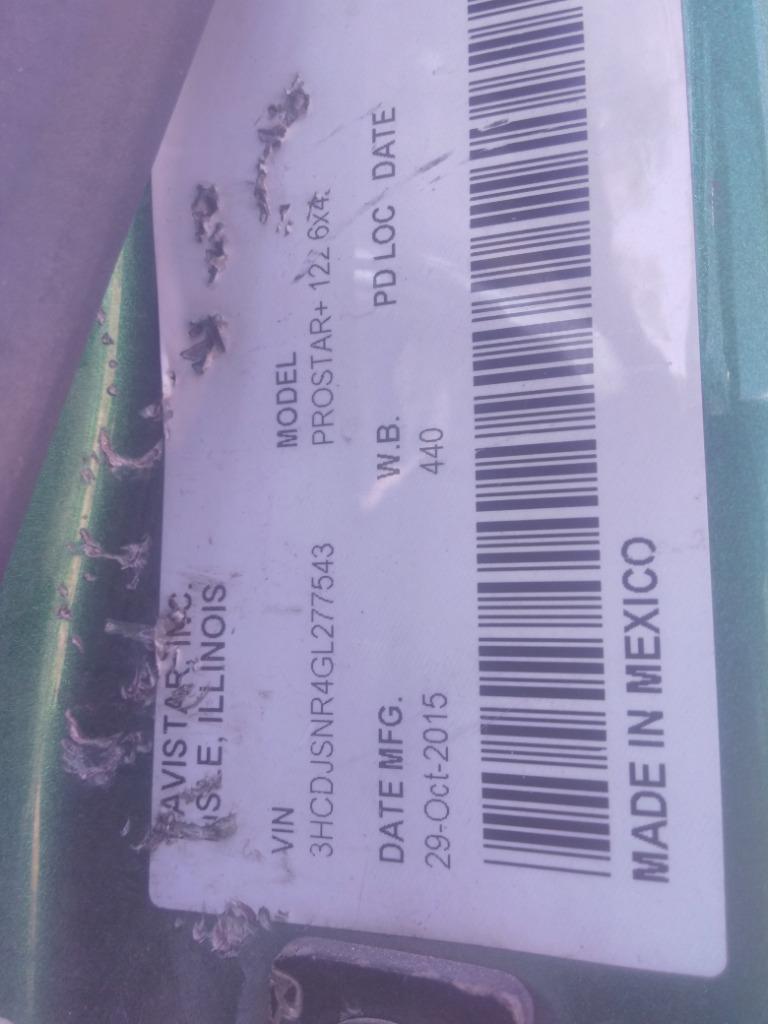 AVISTAR, INC.
ILLINOIS
VIN
MODEL
3HCDJSNR4GL277543
PROSTAR+ 122 6X4
DATE MFG.
W.B.
PD LOC
DATE
29-Oct-2015
440
MADE IN MEXICO